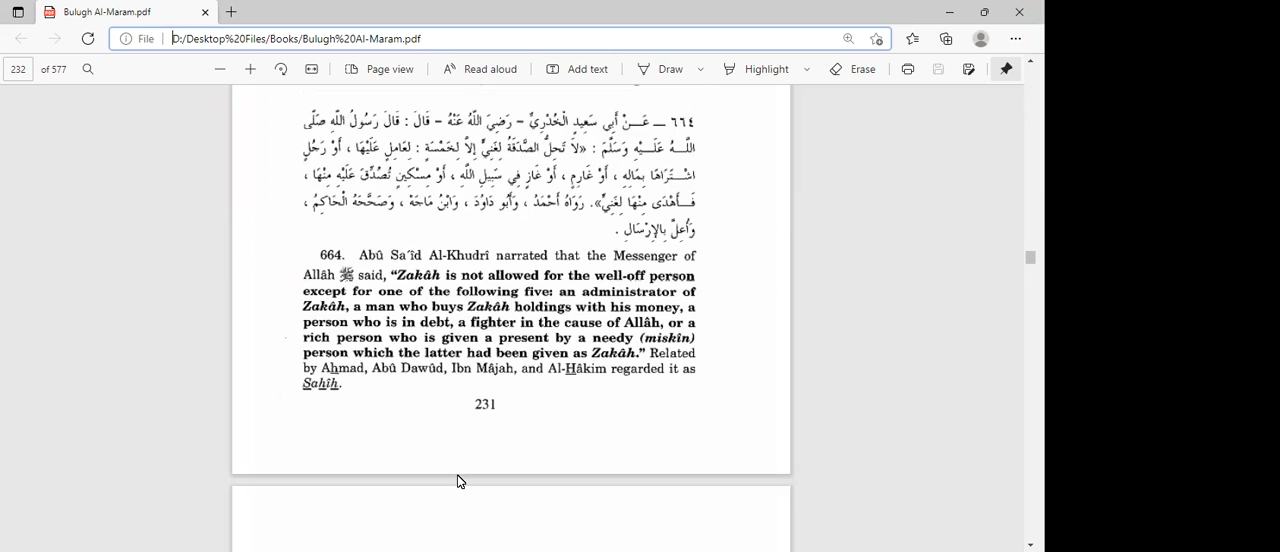 Bulugh Al-Maram.pdf
File D:/Desktop%20Files/Books/Bulugh%20Al-Maram.pdf
232 of 577 Page view Read aloud Add text Draw Highlight Erase
٦٦٤ ــ عَـــنْ أَبِي سَعِيدٍ الْخُدْرِيِّ – رَضِيَ اللَّهُ عَنْهُ – قَالَ : قَالَ رَسُولُ اللَّهِ صَلَّى
اللَّــهُ عَلَــيْهِ وَسَلَّمَ : «لاَ تَحِلُّ الصَّدَقَةُ لِغَنِيٍّ إِلاَّ لِخَمْسَةٍ : لِعَامِلٍ عَلَيْهَا ، أَوْ رَجُلٍ
اشْــتَرَاهَا بِمَالِهِ ، أَوْ غَارِمٍ ، أَوْ غَازٍ فِي سَبِيلِ اللَّهِ ، أَوْ مِسْكِينٍ تُصُدِّقَ عَلَيْهِ مِنْهَا ،
فَــأَهْدَى مِنْهَا لِغَنِيٍّ». رَوَاهُ أَحْمَدُ ، وَأَبُو دَاوُدَ ، وَابْنُ مَاجَهْ ، وَصَحَّحَهُ الْحَاكِمُ ،
وَأُعِلَّ بِالإِرْسَالِ .
664. Abû Sa'îd Al-Khudrî narrated that the Messenger of
Allâh ﷺ said, “Zakâh is not allowed for the well-off person
except for one of the following five: an administrator of
Zakâh, a man who buys Zakâh holdings with his money, a
person who is in debt, a fighter in the cause of Allâh, or a
rich person who is given a present by a needy (miskîn)
person which the latter had been given as Zakâh.” Related
by Ahmad, Abû Dawûd, Ibn Mâjah, and Al-Hâkim regarded it as
Sahîh.
231